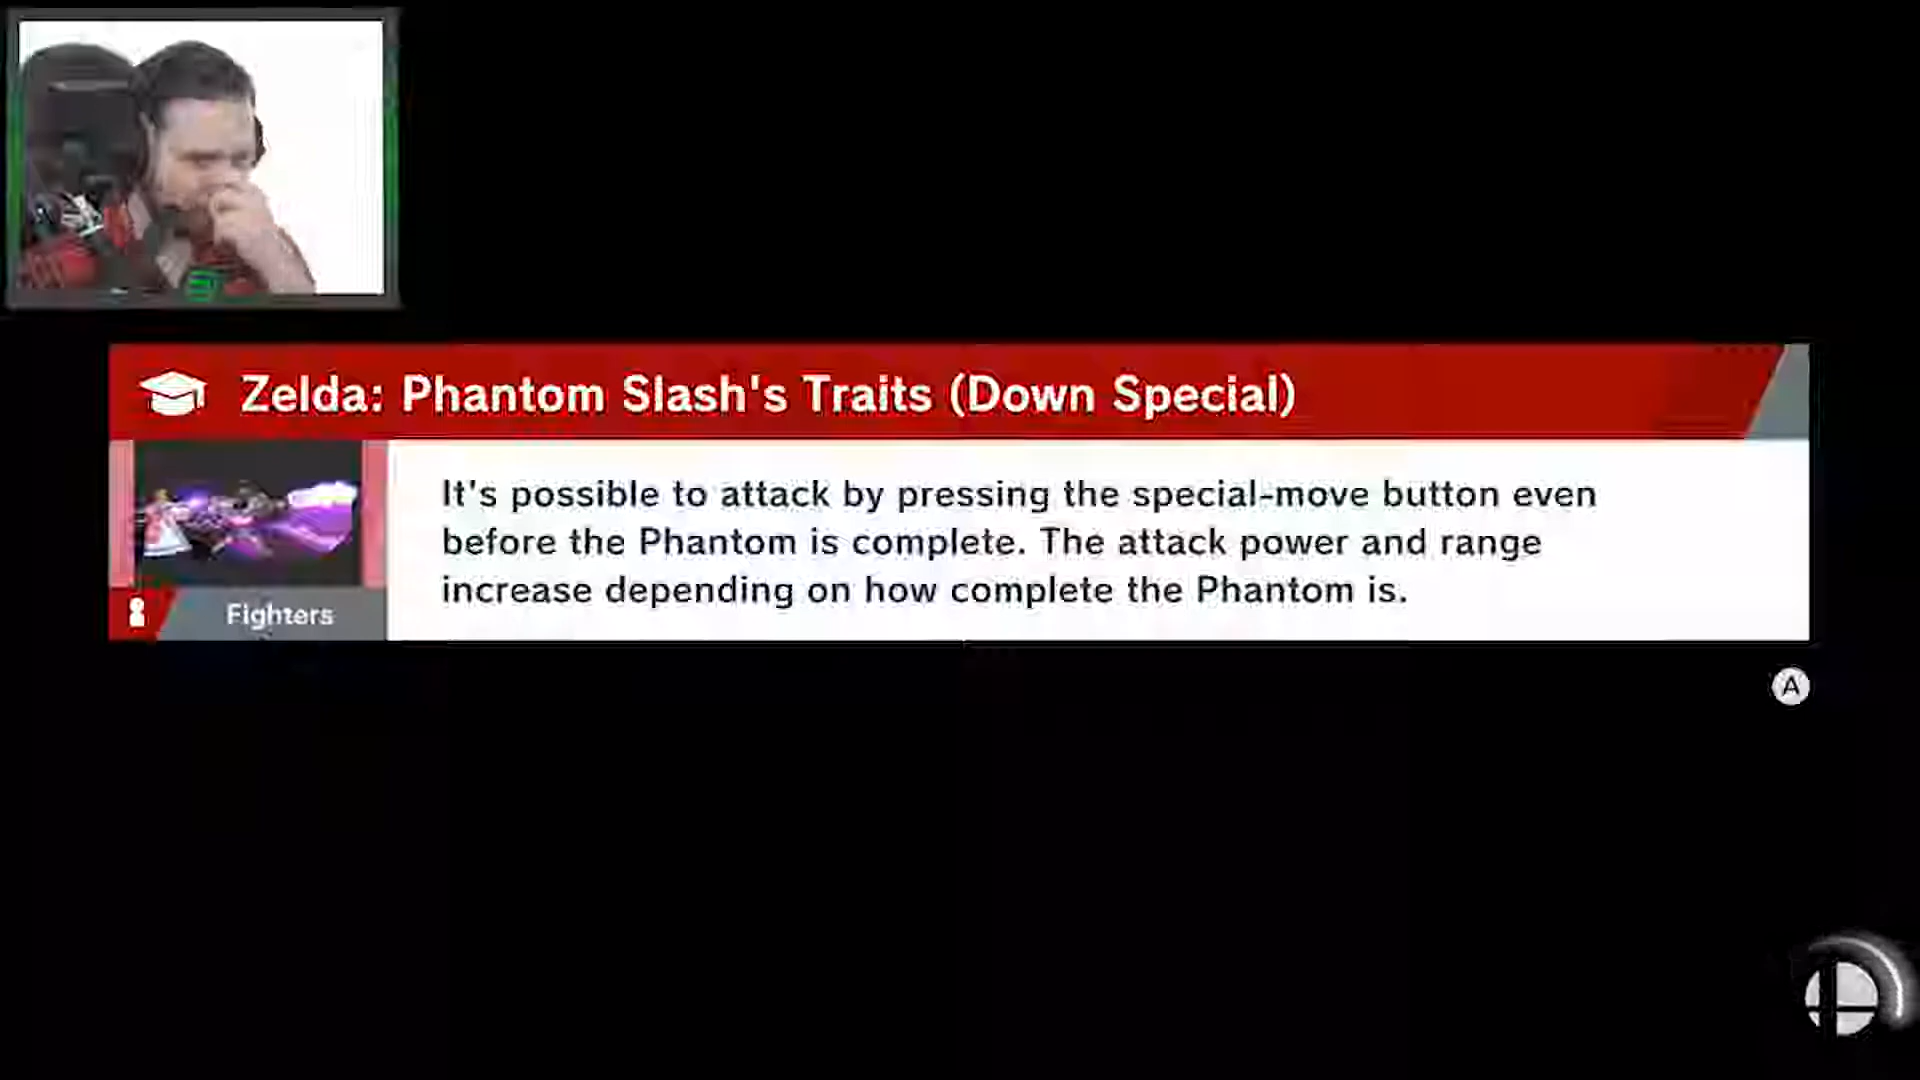 Zelda: Phantom Slash's Traits (Down Special)
It's possible to attack by pressing the special-move button even
before the Phantom is complete. The attack power and range
increase depending on how complete the Phantom is.
Fighters
A